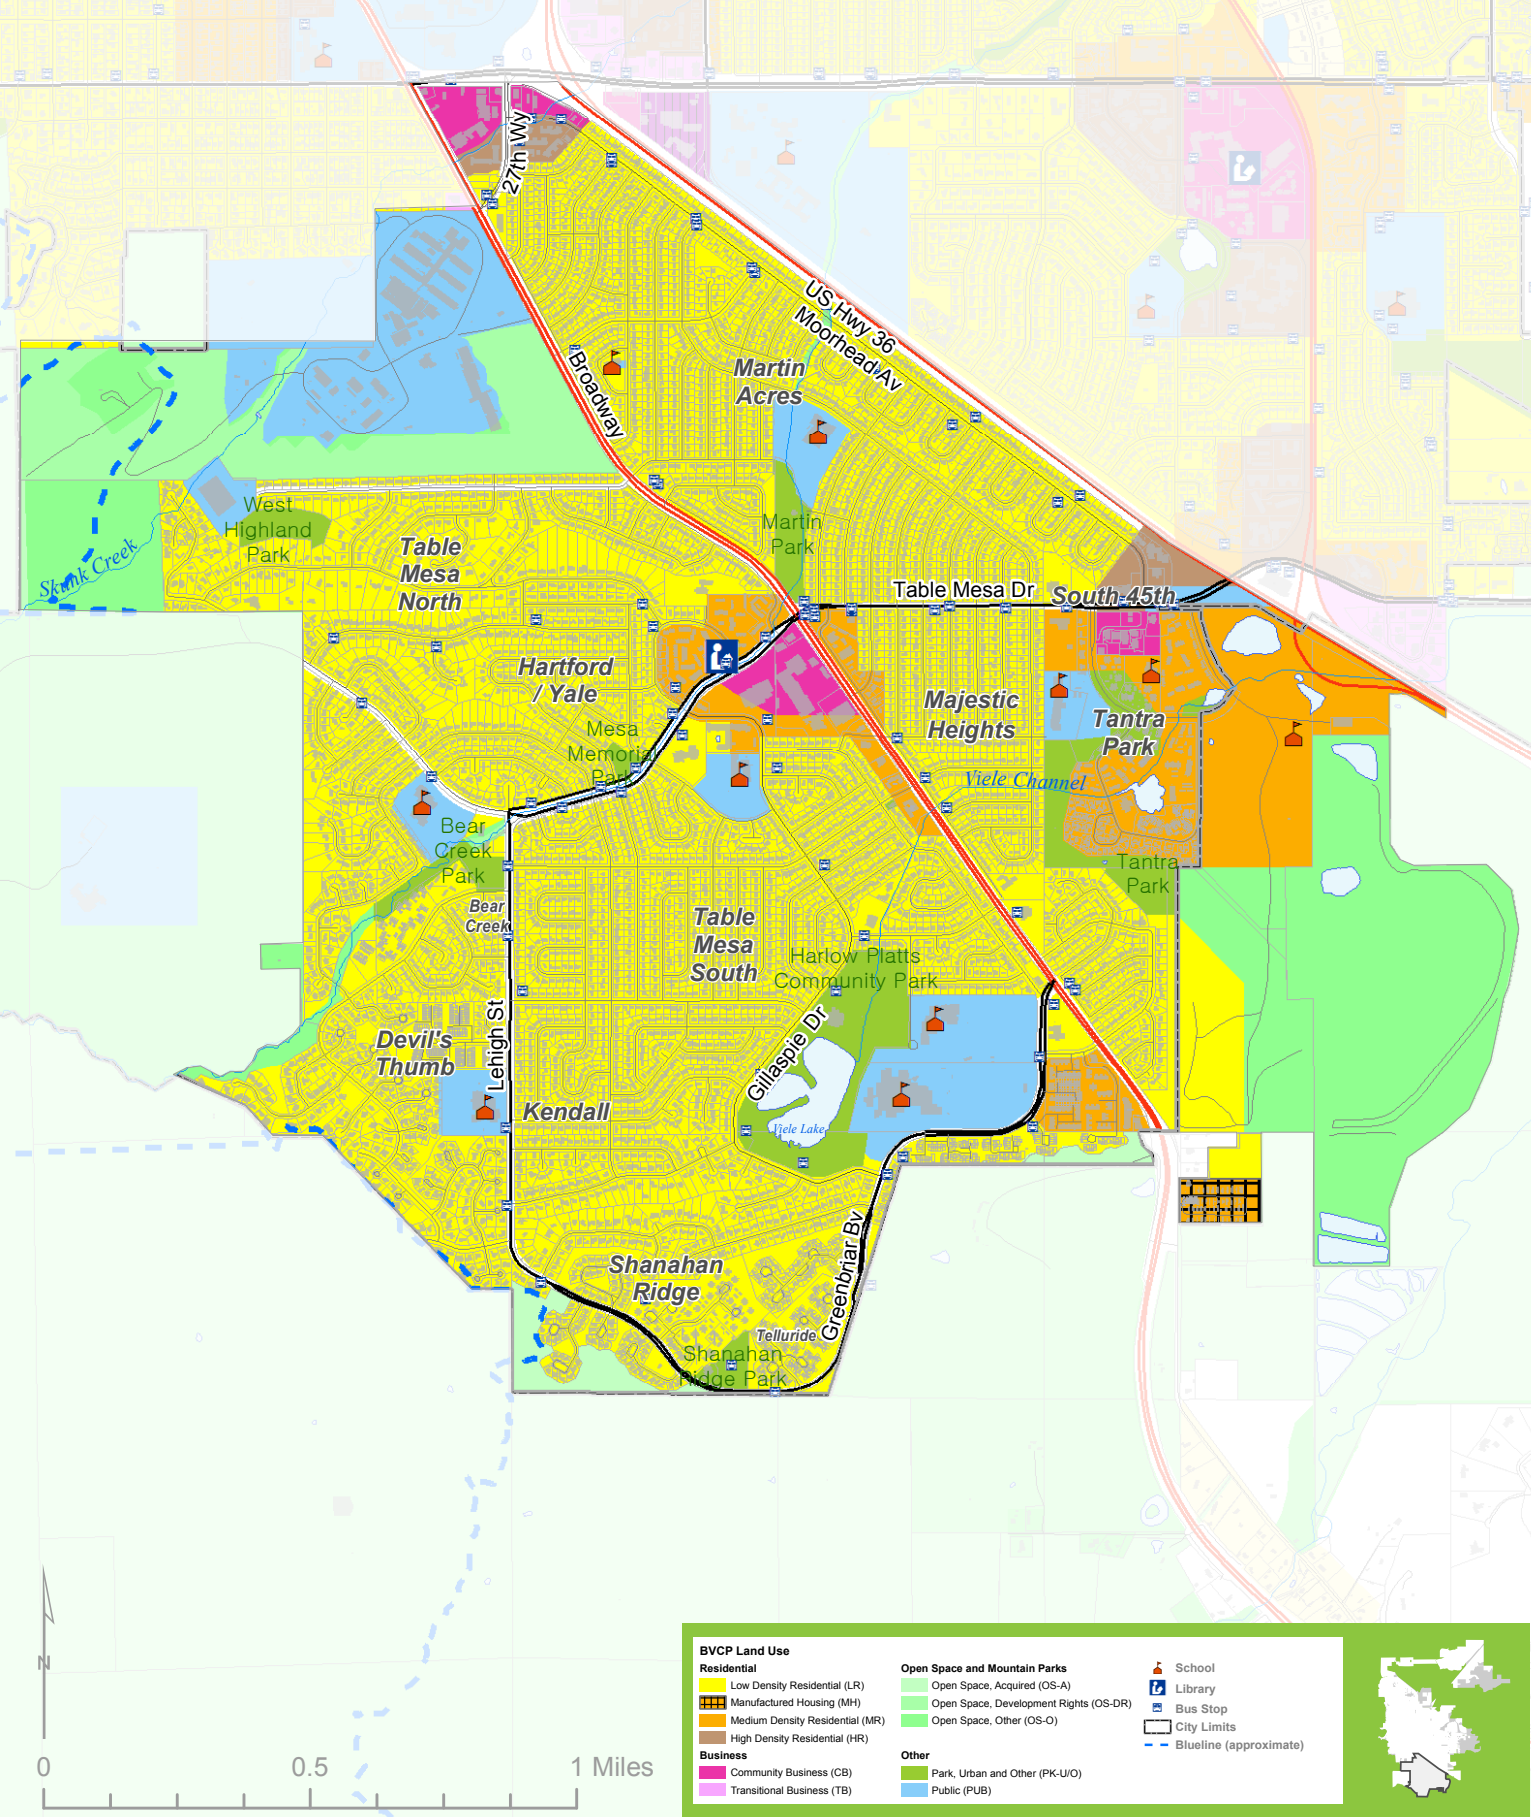 27th Wy
US Hwy 36
Moorhead Av
Broadway
Martin
Acres
West
Highland
Park
Martin
Park
Table
Mesa
North
Skunk Creek
Table Mesa Dr
South 45th
Hartford
/ Yale
Majestic
Heights
Tantra
Park
Mesa
Memorial
Park
Viele Channel
Bear
Creek
Park
Tantra
Park
Bear
Creek
Table
Mesa
South
Harlow Platts
Community Park
Devil's
Thumb
Lehigh St
Gillaspie Dr
Kendall
Viele Lake
Shanahan
Ridge
Greenbriar Bv
Telluride
Shanahan
Ridge Park
N
0 0.5 1 Miles
BVCP Land Use
Residential
Low Density Residential (LR)
Manufactured Housing (MH)
Medium Density Residential (MR)
High Density Residential (HR)
Business
Community Business (CB)
Transitional Business (TB)
Open Space and Mountain Parks
Open Space, Acquired (OS-A)
Open Space, Development Rights (OS-DR)
Open Space, Other (OS-O)
Other
Park, Urban and Other (PK-U/O)
Public (PUB)
School
Library
Bus Stop
City Limits
Blueline (approximate)